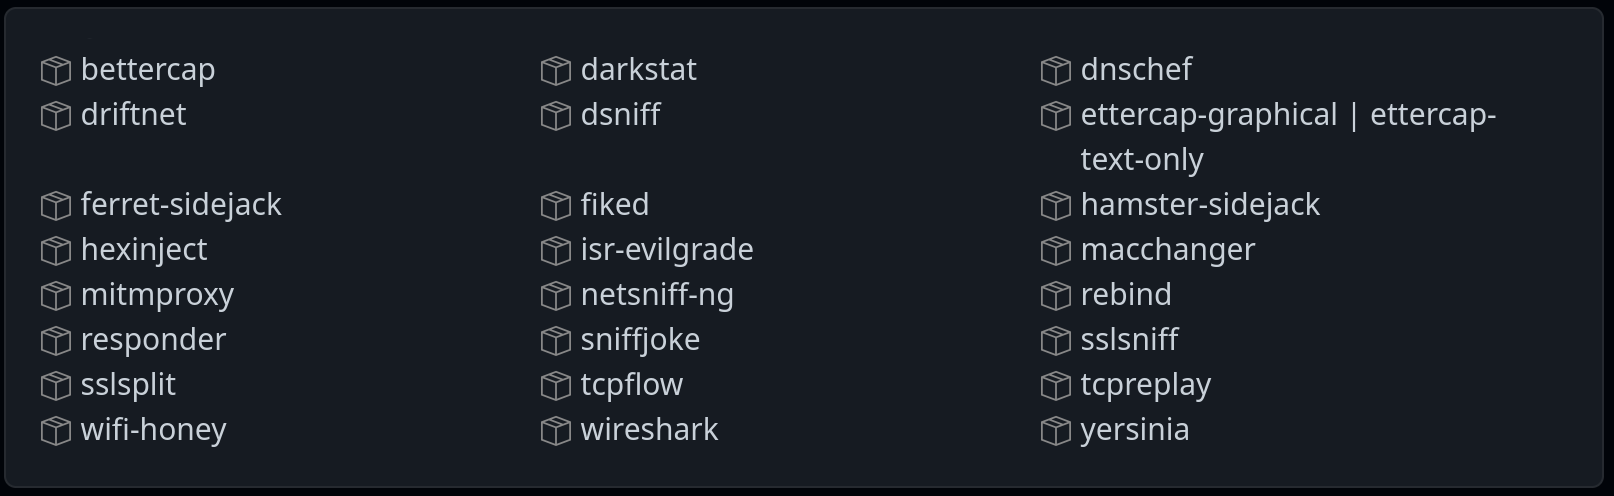 bettercap
darkstat
dnschef
driftnet
dsniff
ettercap-graphical | ettercap-
text-only
ferret-sidejack
fiked
hamster-sidejack
hexinject
isr-evilgrade
macchanger
mitmproxy
netsniff-ng
rebind
responder
sniffjoke
sslsniff
sslsplit
tcpflow
tcpreplay
wifi-honey
wireshark
yersinia